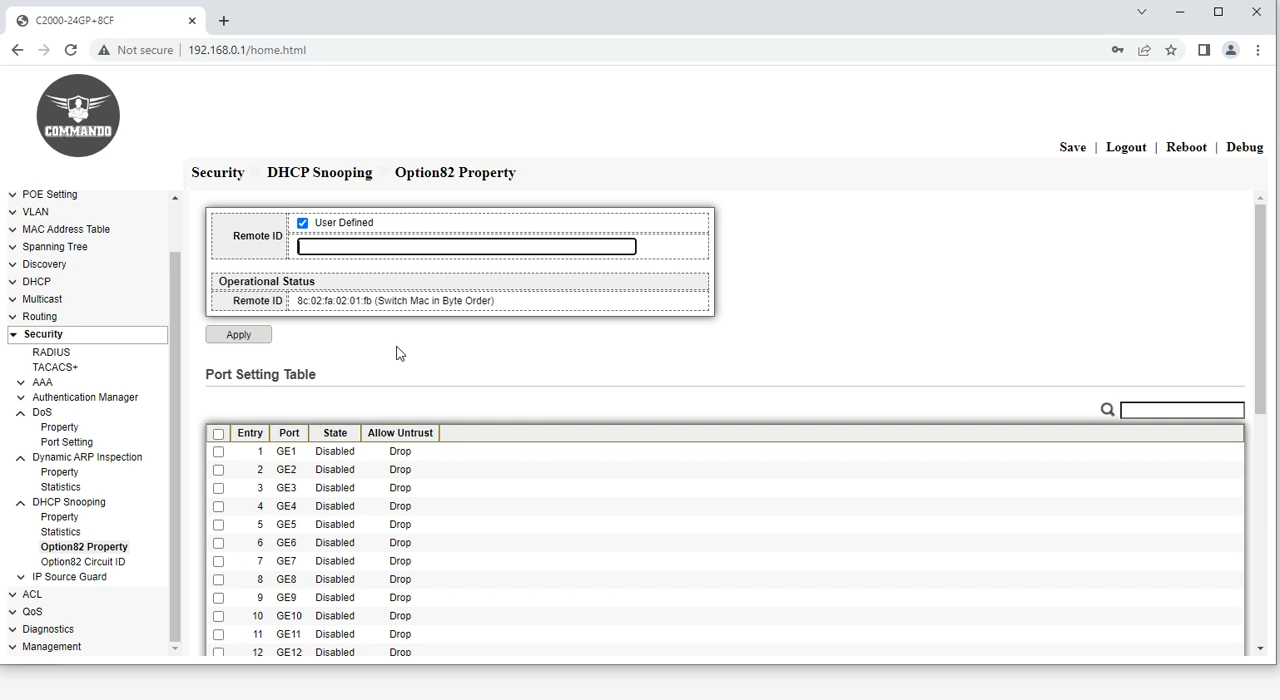 C2000-24GP+8CF
Not secure 192.168.0.1/home.html
COMMANDO
Save | Logout | Reboot | Debug
Security DHCP Snooping Option82 Property
POE Setting
VLAN
MAC Address Table
Spanning Tree
Discovery
DHCP
Multicast
Routing
Security
RADIUS
TACACS+
AAA
Authentication Manager
DoS
Property
Port Setting
Dynamic ARP Inspection
Property
Statistics
DHCP Snooping
Property
Statistics
Option82 Property
Option82 Circuit ID
IP Source Guard
ACL
QoS
Diagnostics
Management
Remote ID User Defined
Operational Status
Remote ID 8c:02:fa:02:01:fb (Switch Mac in Byte Order)
Apply
Port Setting Table
Entry Port State Allow Untrust
1 GE1 Disabled Drop
2 GE2 Disabled Drop
3 GE3 Disabled Drop
4 GE4 Disabled Drop
5 GE5 Disabled Drop
6 GE6 Disabled Drop
7 GE7 Disabled Drop
8 GE8 Disabled Drop
9 GE9 Disabled Drop
10 GE10 Disabled Drop
11 GE11 Disabled Drop
12 GE12 Disabled Drop